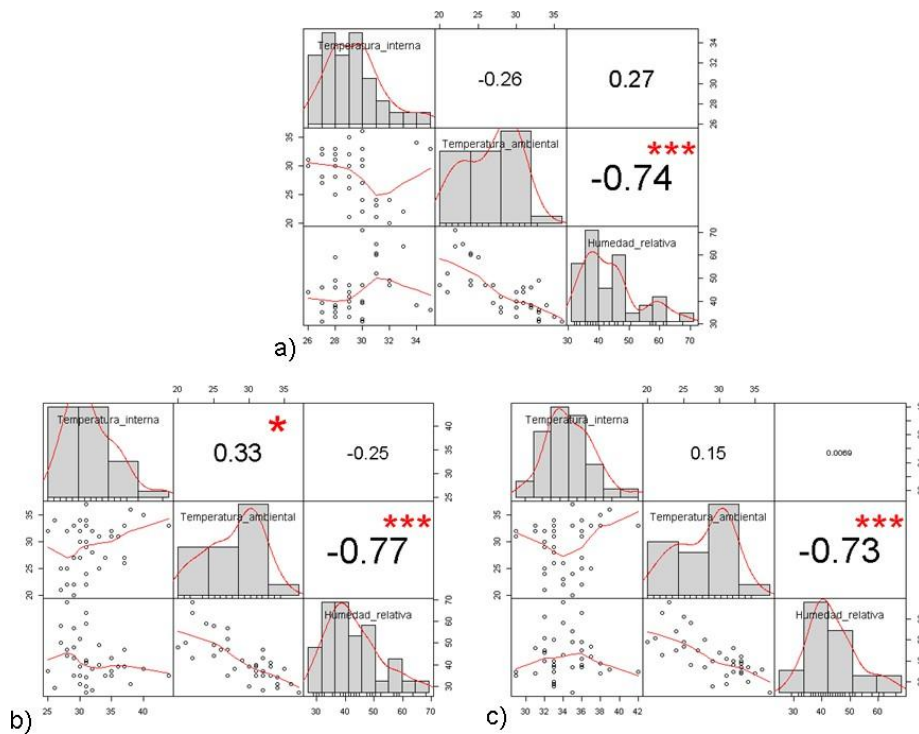 20 25 30 35
Temperatura_interna
-0.26
0.27
26 28 30 32 34
20 25 30 35
Temperatura_ambiental
***
-0.74
Humedad_relativa
30 40 50 60 70
26 28 30 32 34
30 40 50 60 70
a)
20 25 30 35
Temperatura_interna
0.33
*
-0.25
25 30 35 40
20 25 30 35
Temperatura_ambiental
***
-0.77
Humedad_relativa
30 40 50 60 70
25 30 35 40
30 40 50 60 70
b)
20 25 30 35
Temperatura_interna
0.15
0.0069
20 25 30 35
Temperatura_ambiental
***
-0.73
Humedad_relativa
30 40 50 60
30 32 34 36 38 40 42
30 40 50 60
c)